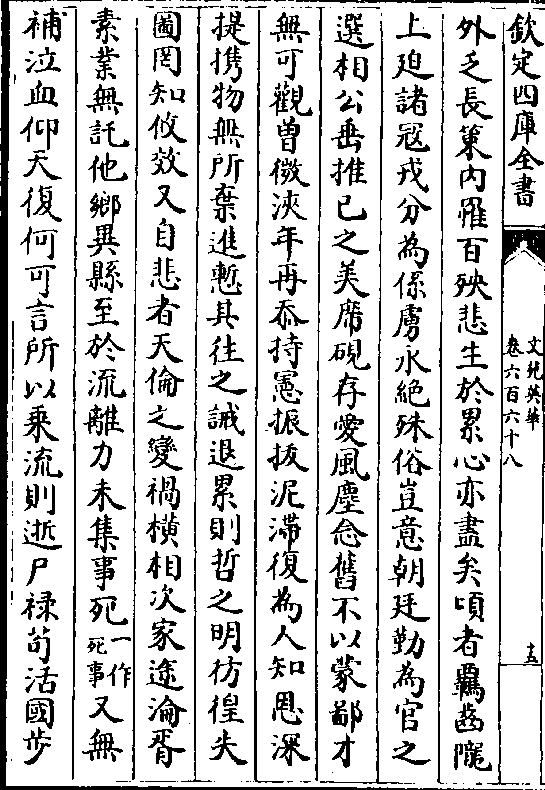 欽定四庫全書
文苑英華
卷六百六十八
十五
外乏長策内罹百殃悲生於累心亦盡矣頃者羈齒隴
上廹諸冦戎分為係虜水絶殊俗豈意朝廷勤為官之
選相公垂推己之美席硯存愛風塵念舊不以蒙鄙才
無可觀曽微浹年再忝持憲振拔泥滯復為人知恩深
提携物無所棄進慙其往之誡退累則哲之明彷徨失
圖罔知攸效又自悲者天倫之變禍横相次家途淪胥
素業無託他鄉異縣至於流離力未集事死一作死事又無
補泣血仰天復何可言所以乘流則逝尸禄茍活國步